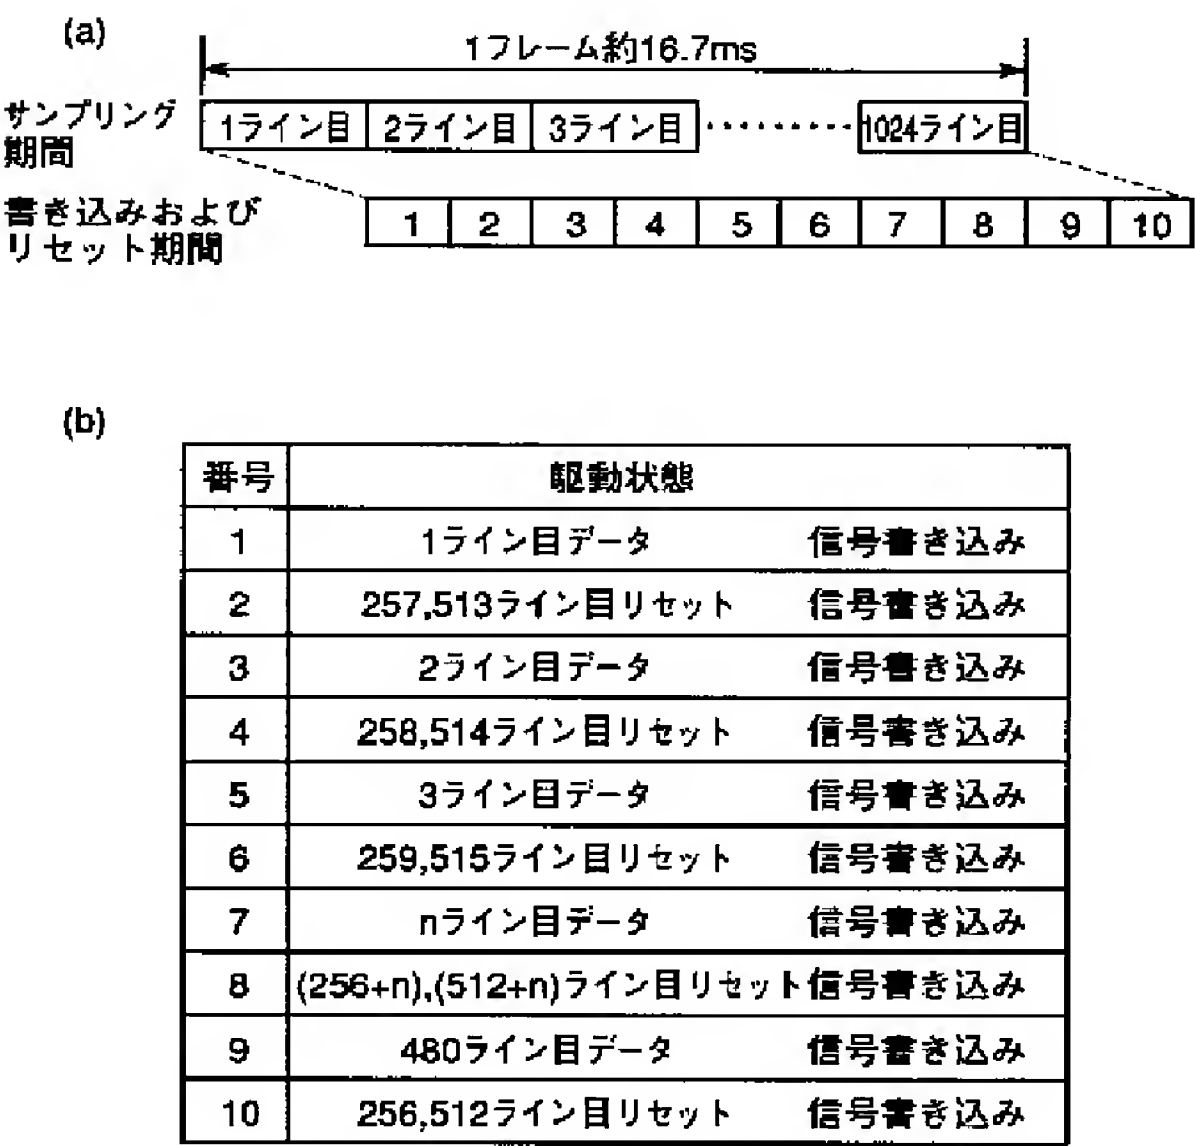 (a)
1フレーム約16.7ms
サンプリング
期間
1ライン目 2ライン目 3ライン目 ········· 1024ライン目
書き込みおよび
リセット期間
1 2 3 4 5 6 7 8 9 10
(b)
番号 駆動状態
1 1ライン目データ 信号書き込み
2 257,513ライン目リセット 信号書き込み
3 2ライン目データ 信号書き込み
4 258,514ライン目リセット 信号書き込み
5 3ライン目データ 信号書き込み
6 259,515ライン目リセット 信号書き込み
7 nライン目データ 信号書き込み
8 (256+n),(512+n)ライン目リセット信号書き込み
9 480ライン目データ 信号書き込み
10 256,512ライン目リセット 信号書き込み